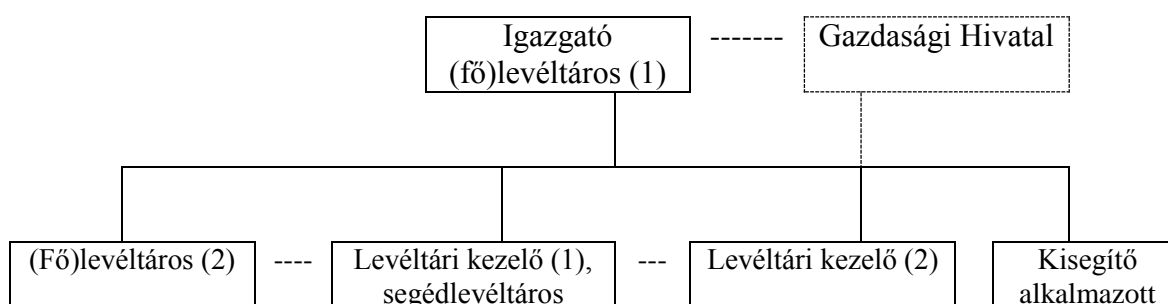 Igazgató
(fő)levéltáros (1)
Gazdasági Hivatal
(Fő)levéltáros (2)
Levéltári kezelő (1),
segédlevéltáros
Levéltári kezelő (2)
Kisegítő
alkalmazott